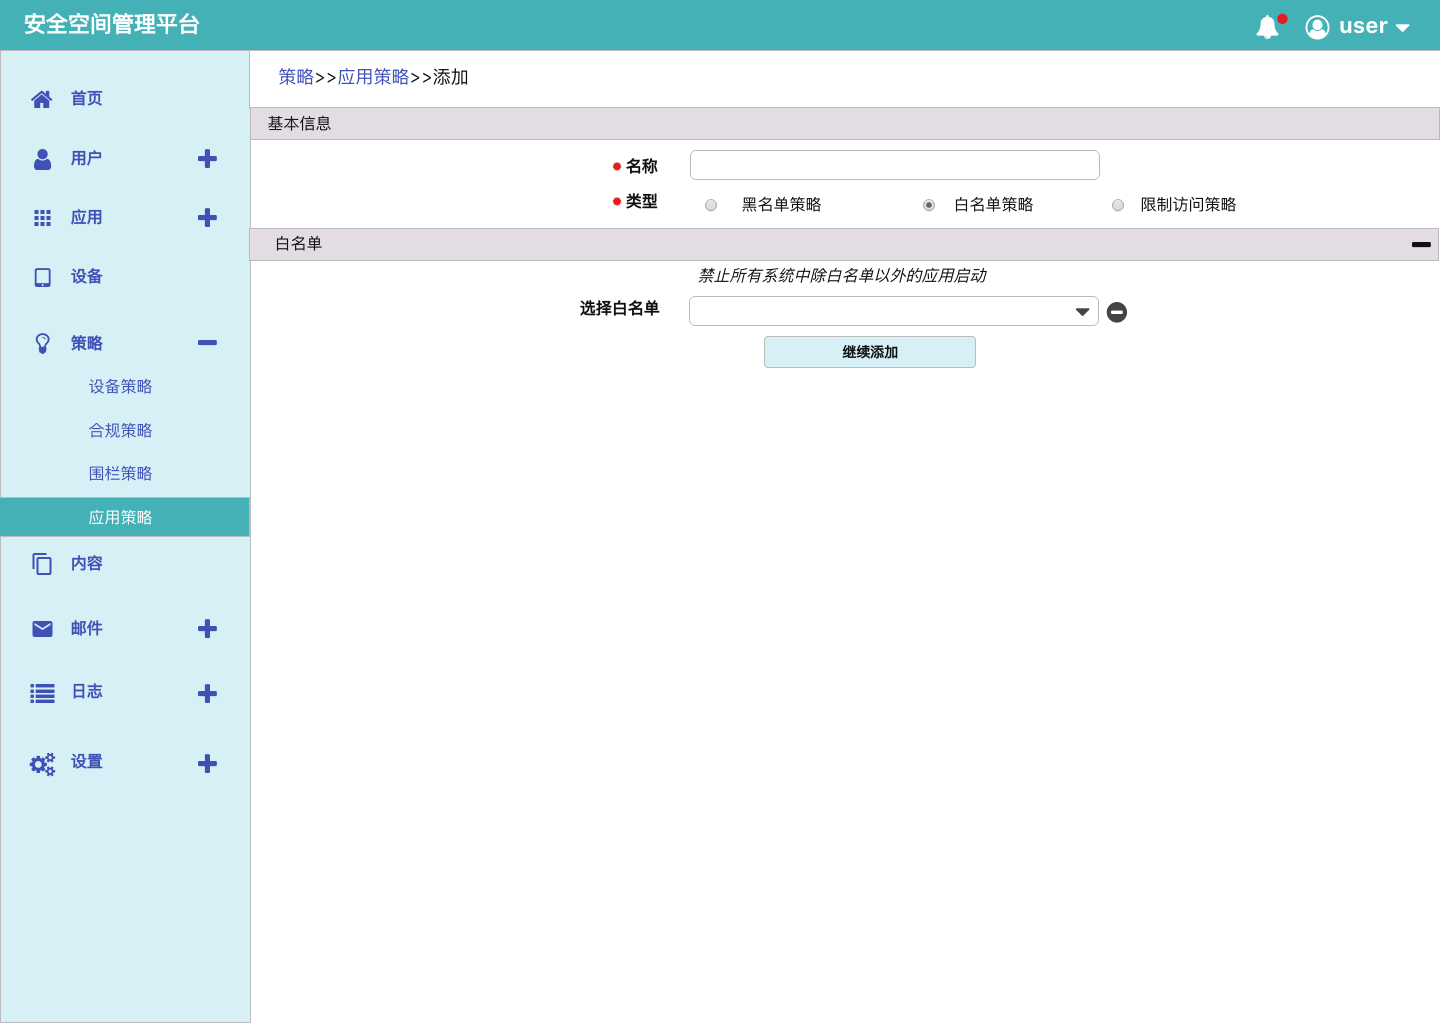 安全空间管理平台
user
首页
用户
应用
设备
策略
设备策略
合规策略
围栏策略
应用策略
内容
邮件
日志
设置
策略>>应用策略>>添加
基本信息
名称
类型 黑名单策略 白名单策略 限制访问策略
白名单
禁止所有系统中除白名单以外的应用启动
选择白名单
继续添加